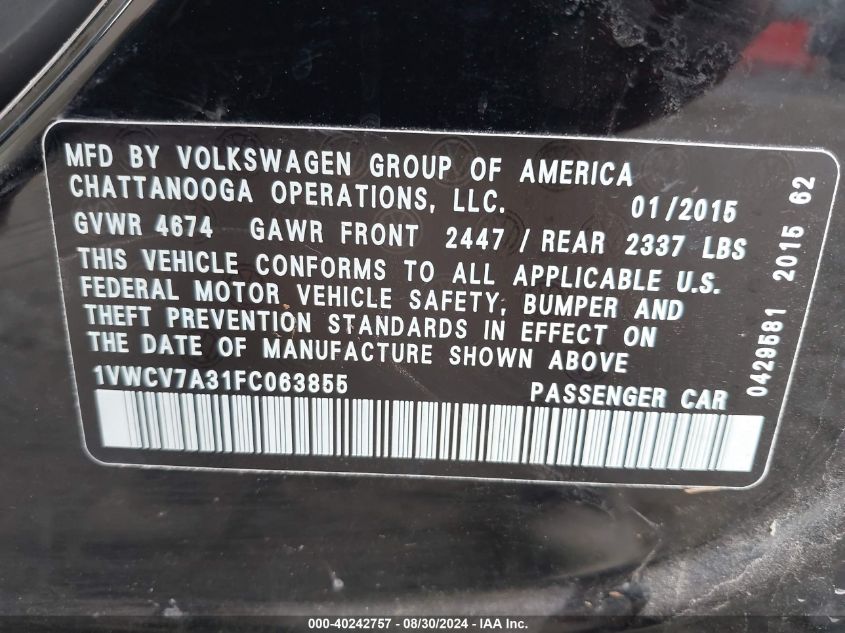 MFD BY VOLKSWAGEN GROUP OF AMERICA
CHATTANOOGA OPERATIONS, LLC. 01/2015
GVWR 4674 GAWR FRONT 2447 / REAR 2337 LBS
THIS VEHICLE CONFORMS TO ALL APPLICABLE U.S.
FEDERAL MOTOR VEHICLE SAFETY, BUMPER AND
THEFT PREVENTION STANDARDS IN EFFECT ON
THE DATE OF MANUFACTURE SHOWN ABOVE
1VWCV7A31FC063855 PASSENGER CAR
0429581 2015 62
000-40242757 - 08/30/2024 - IAA Inc.